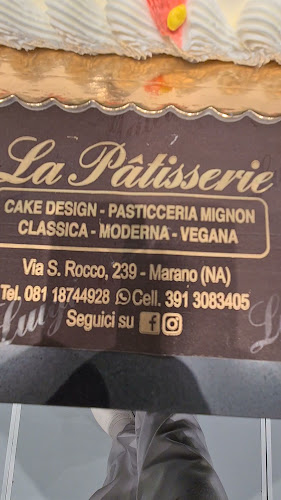 La Pâtisserie
CAKE DESIGN - PASTICCERIA MIGNON
CLASSICA - MODERNA - VEGANA
Via S. Rocco, 239 - Marano (NA)
Tel. 081 18744928 Cell. 391 3083405
Seguici su